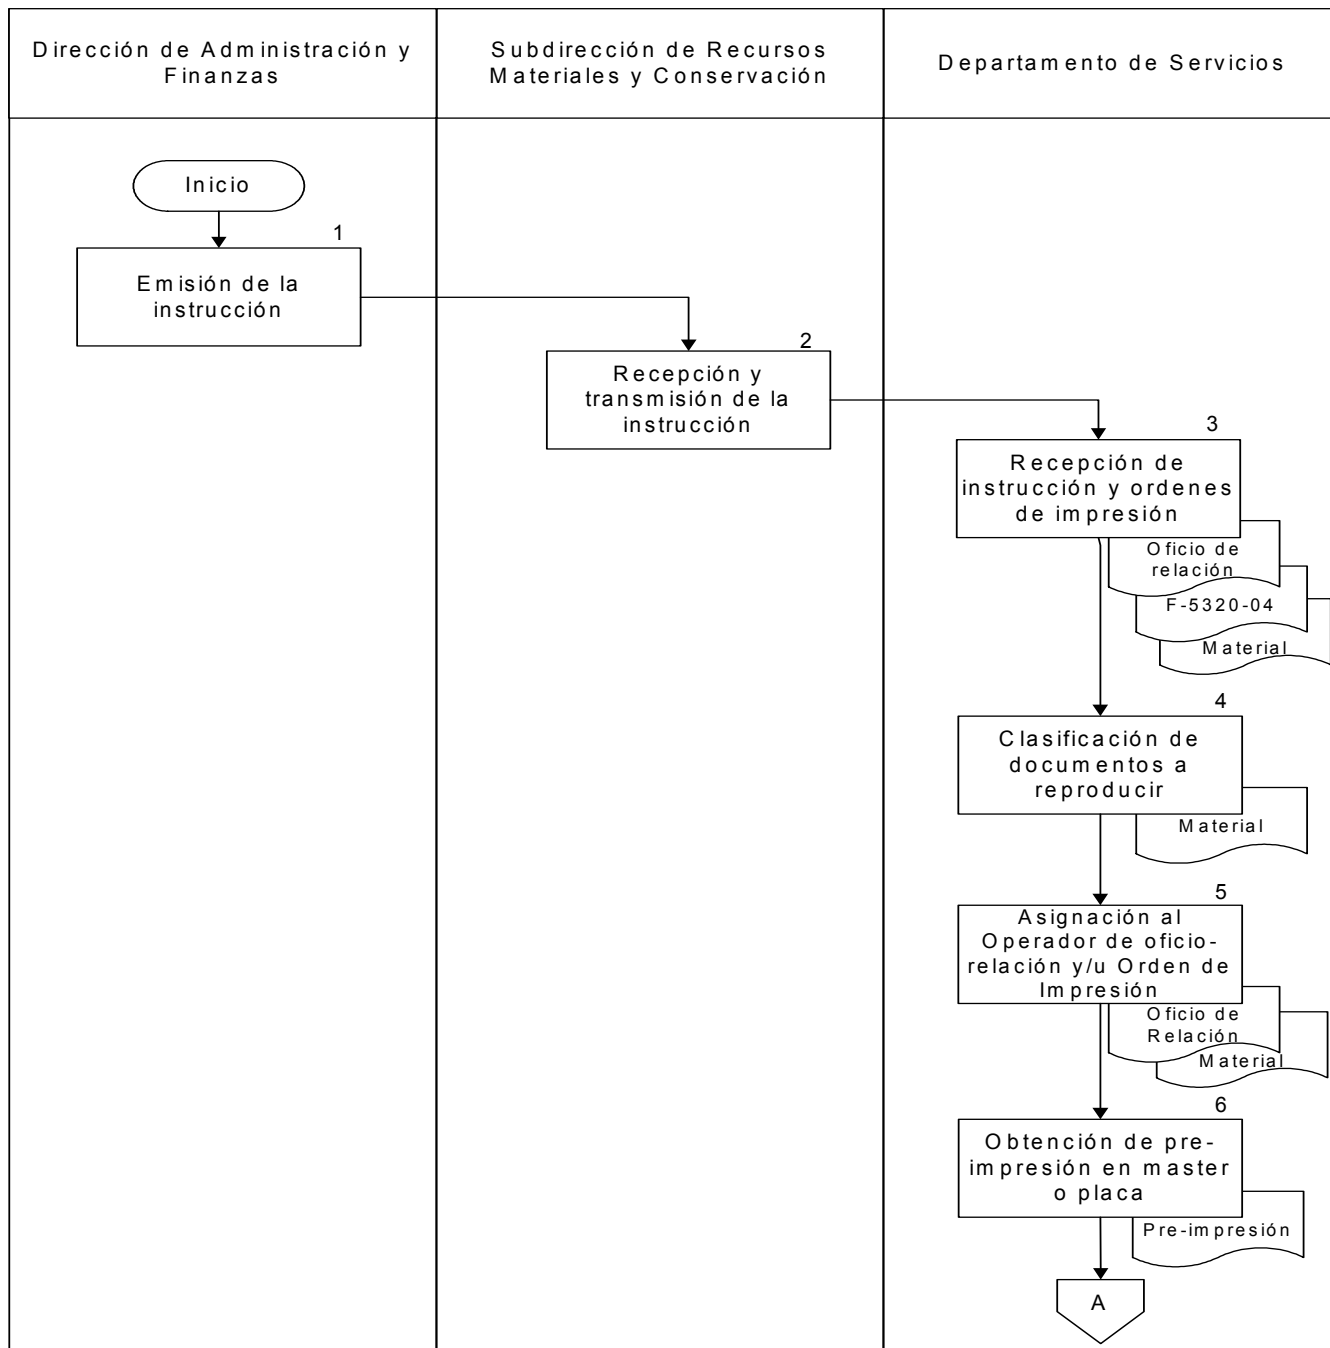 Dirección de Administración y
Finanzas
Subdirección de Recursos
Materiales y Conservación
Departamento de Servicios
Inicio
1
Emisión de la
instrucción
2
Recepción y
transmisión de la
instrucción
3
Recepción de
instrucción y ordenes
de impresión
Oficio de
relación
F-5320-04
Material
4
Clasificación de
documentos a
reproducir
Material
5
Asignación al
Operador de oficio-
relación y/u Orden de
Impresión
Oficio de
Relación
Material
6
Obtención de pre-
impresión en master
o placa
Pre-impresión
A